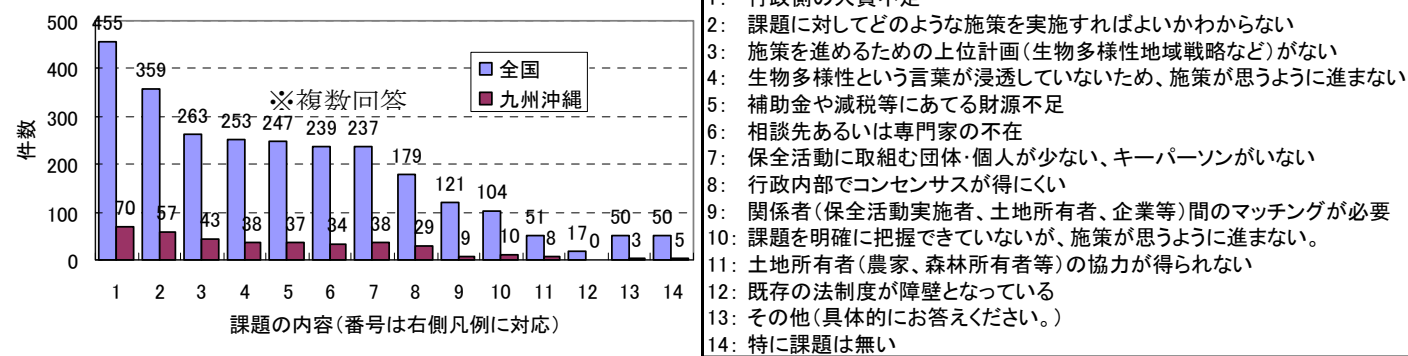 500
400
300
200
100
0
件数
455
359
263
253
247
239
237
179
121
104
51
17
50
50
70
57
43
38
37
34
38
29
9
10
8
0
3
5
※複数回答
全国
九州沖縄
1 2 3 4 5 6 7 8 9 10 11 12 13 14
課題の内容(番号は右側凡例に対応)
2: 課題に対してどのような施策を実施すればよいかわからない
3: 施策を進めるための上位計画(生物多様性地域戦略など)がない
4: 生物多様性という言葉が浸透していないため、施策が思うように進まない
5: 補助金や減税等にあてる財源不足
6: 相談先あるいは専門家の不在
7: 保全活動に取組む団体・個人が少ない、キーパーソンがいない
8: 行政内部でコンセンサスが得にくい
9: 関係者(保全活動実施者、土地所有者、企業等)間のマッチングが必要
10: 課題を明確に把握できていないが、施策が思うように進まない。
11: 土地所有者(農家、森林所有者等)の協力が得られない
12: 既存の法制度が障壁となっている
13: その他(具体的にお答えください。)
14: 特に課題は無い